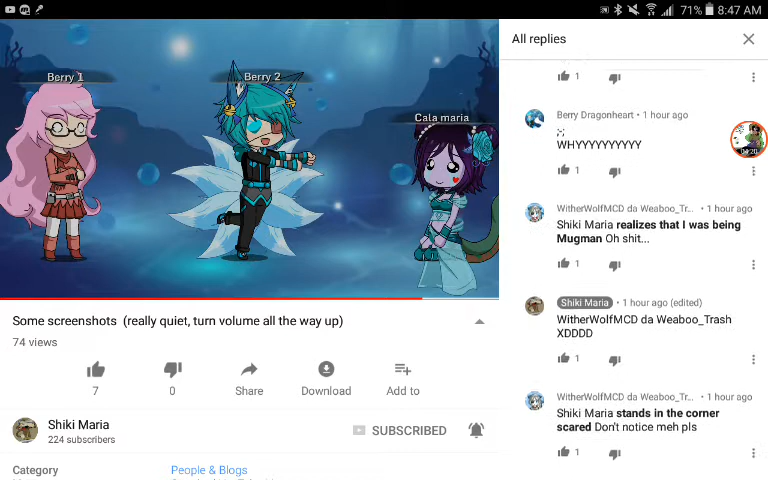 71% 8:47 AM
Berry 1
Berry 2
Cala maria
Some screenshots (really quiet, turn volume all the way up)
74 views
7
0
Share
Download
Add to
Shiki Maria
224 subscribers
SUBSCRIBED
Category
People & Blogs
All replies
1
Berry Dragonheart • 1 hour ago
;-;
WHYYYYYYYYYY
1
04:20
WitherWolfMCD da Weaboo_Tr... • 1 hour ago
Shiki Maria realizes that I was being
Mugman Oh shit...
1
Shiki Maria • 1 hour ago (edited)
WitherWolfMCD da Weaboo_Trash
XDDDD
1
WitherWolfMCD da Weaboo_Tr... • 1 hour ago
Shiki Maria stands in the corner
scared Don't notice meh pls
1